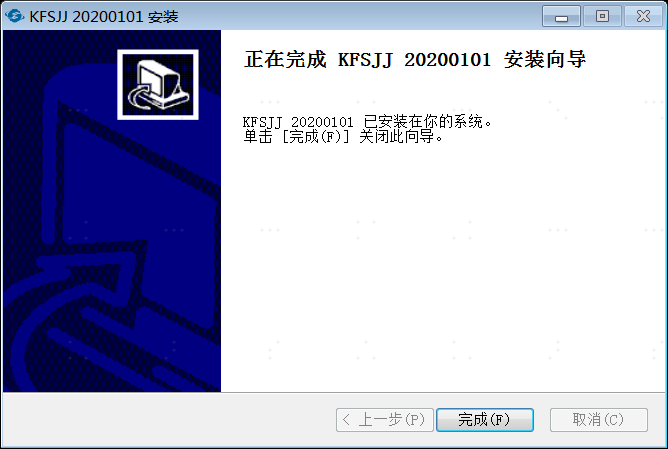 KFSJJ 20200101 安装
正在完成 KFSJJ 20200101 安装向导
KFSJJ 20200101 已安装在你的系统。
单击 [完成(F)] 关闭此向导。
< 上一步(P)
完成(F)
取消(C)